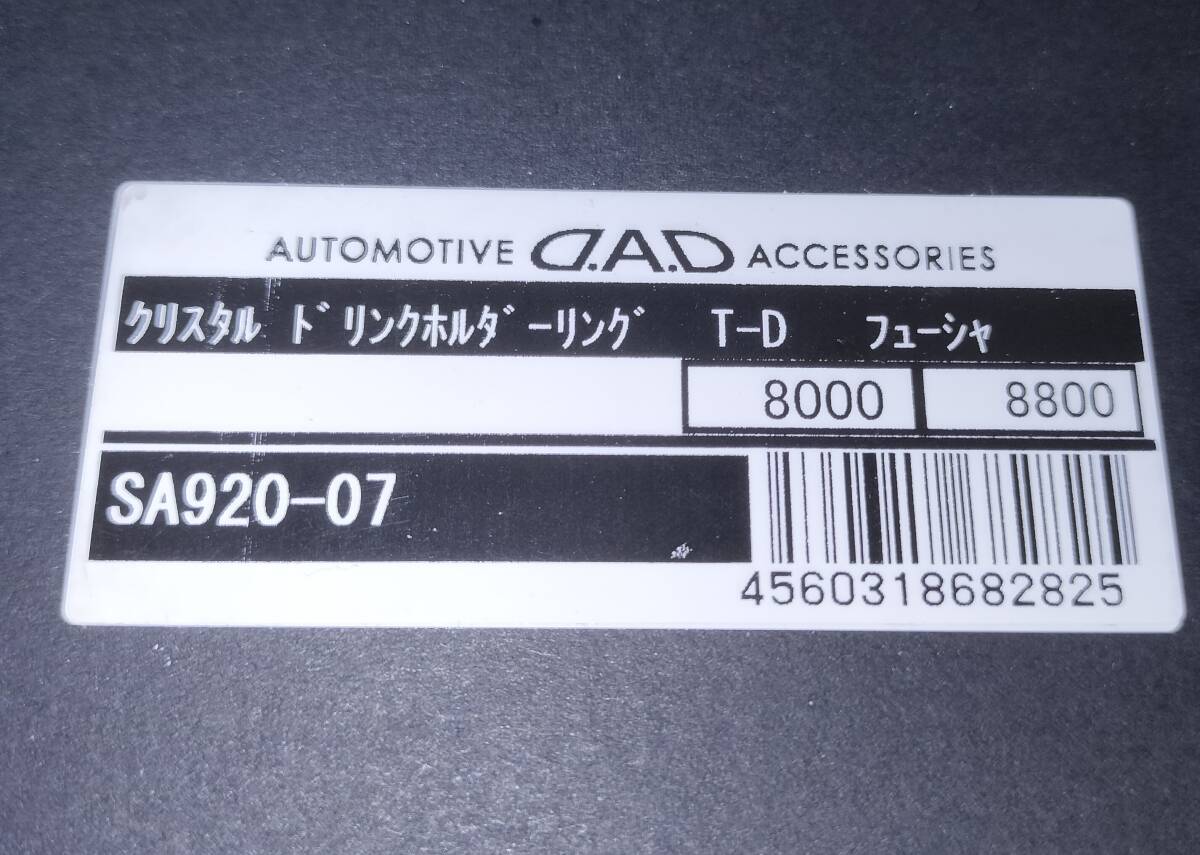 AUTOMOTIVE D.A.D ACCESSORIES
ｸﾘｽﾀﾙ ﾄﾞﾘﾝｸﾎﾙﾀﾞｰﾘﾝｸﾞ T-D ﾌｭｰｼｬ
8000 8800
SA920-07
4560318682825